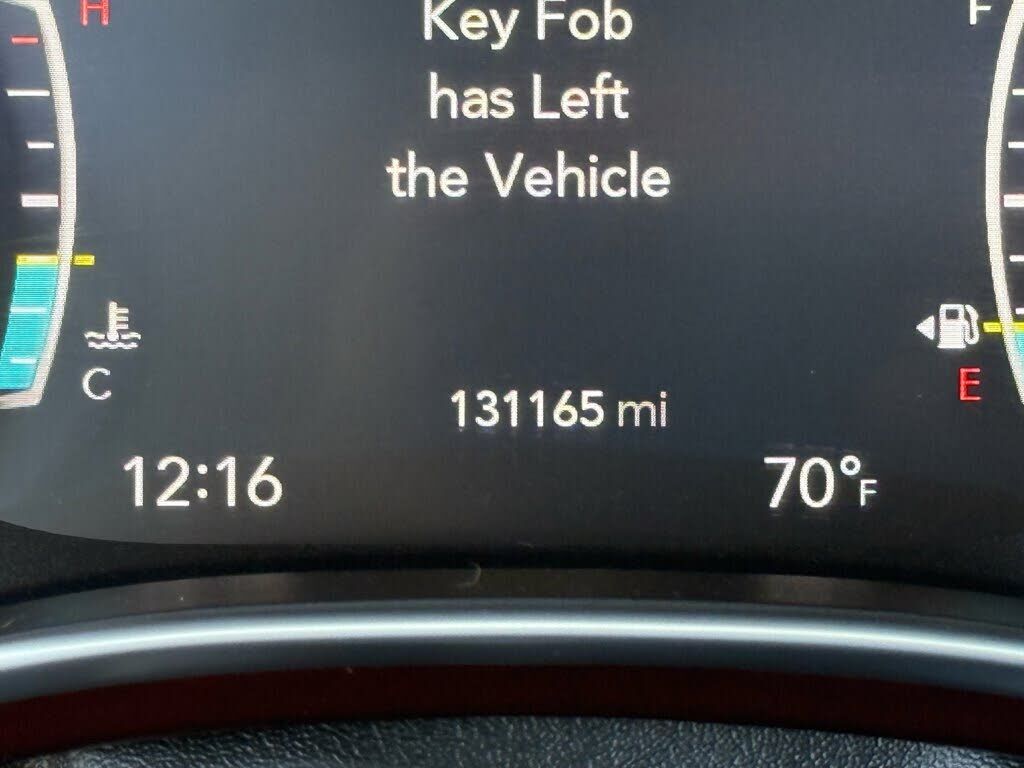 H
Key Fob
F
has Left
the Vehicle
C
E
131165 mi
12:16
70°F